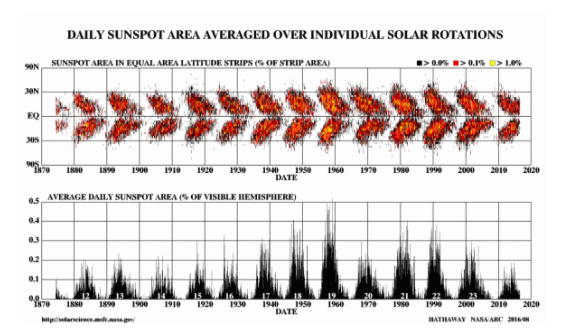 DAILY SUNSPOT AREA AVERAGED OVER INDIVIDUAL SOLAR ROTATIONS
SUNSPOT AREA IN EQUAL AREA LATITUDE STRIPS (% OF STRIP AREA) > 0.0% > 0.1% > 1.0%
90N
30N
EQ
30S
90S
1870 1880 1890 1900 1910 1920 1930 1940 1950 1960 1970 1980 1990 2000 2010 2020
DATE
AVERAGE DAILY SUNSPOT AREA (% OF VISIBLE HEMISPHERE)
0.5
0.4
0.3
0.2
0.1
0.0
12 13 14 15 16 17 18 19 20 21 22 23
1870 1880 1890 1900 1910 1920 1930 1940 1950 1960 1970 1980 1990 2000 2010 2020
DATE
http://solarscience.msfc.nasa.gov/ HATHAWAY NASA/ARC 2016/08